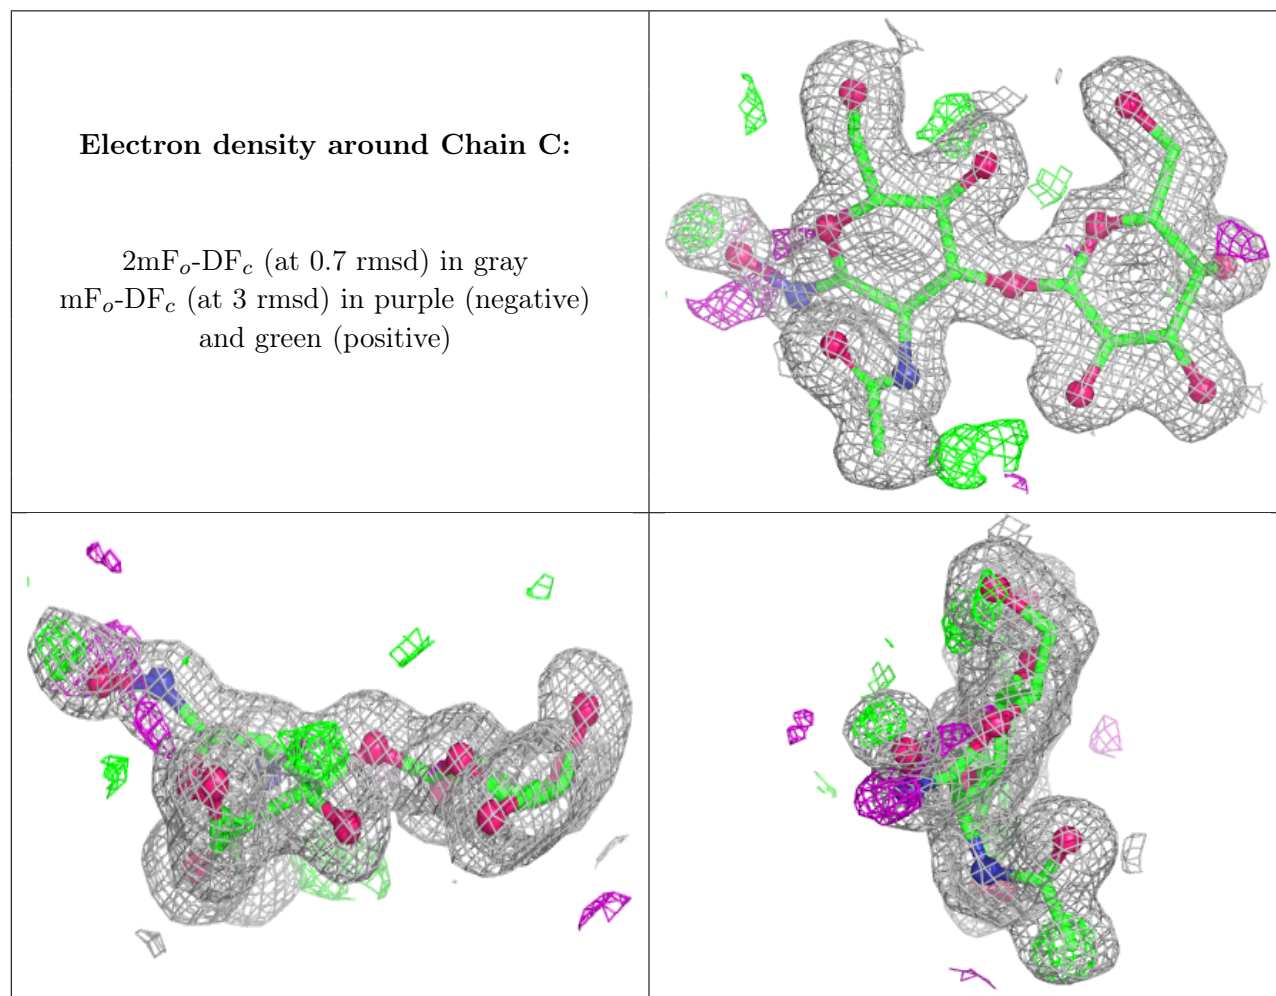 Electron density around Chain C:
2mFₒ-DF𝒸 (at 0.7 rmsd) in gray
mFₒ-DF𝒸 (at 3 rmsd) in purple (negative)
and green (positive)